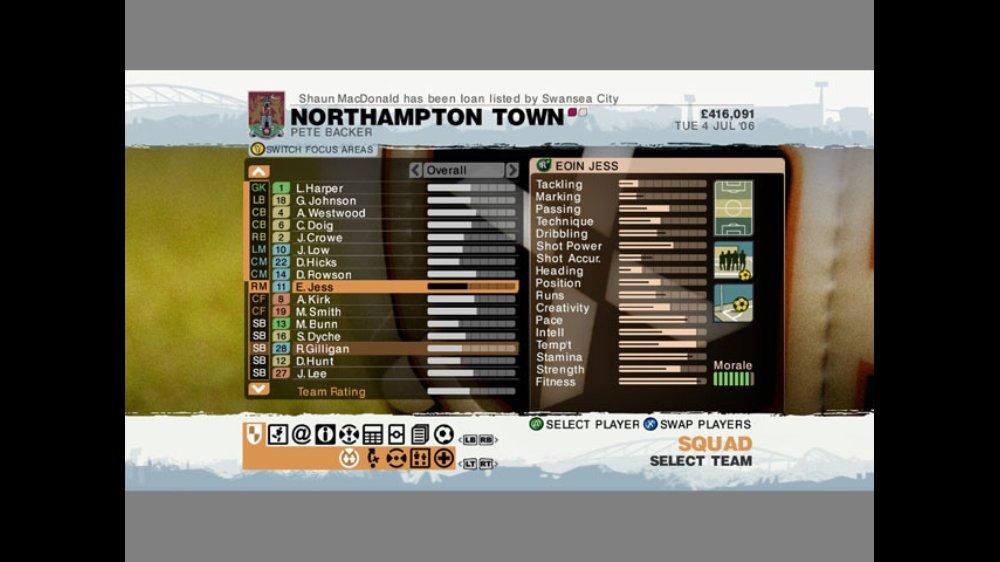 Shaun MacDonald has been loan listed by Swansea City
NORTHAMPTON TOWN
PETE BACKER
£416,091
TUE 4 JUL '06
Y SWITCH FOCUS AREAS
Overall
GK 1 L.Harper
LB 18 G.Johnson
CB 4 A.Westwood
CB 6 C.Doig
RB 2 J.Crowe
LM 10 J.Low
CM 22 D.Hicks
CM 14 D.Rowson
RM 11 E.Jess
CF 8 A.Kirk
CF 19 M.Smith
SB 13 M.Bunn
SB 16 S.Dyche
SB 28 R.Gilligan
SB 12 D.Hunt
SB 27 J.Lee
Team Rating
EOIN JESS
Tackling
Marking
Passing
Technique
Dribbling
Shot Power
Shot Accur.
Heading
Position
Runs
Creativity
Pace
Intell
Temp't
Stamina
Strength
Fitness
Morale
A SELECT PLAYER X SWAP PLAYERS
LB RB
LT RT
SQUAD
SELECT TEAM